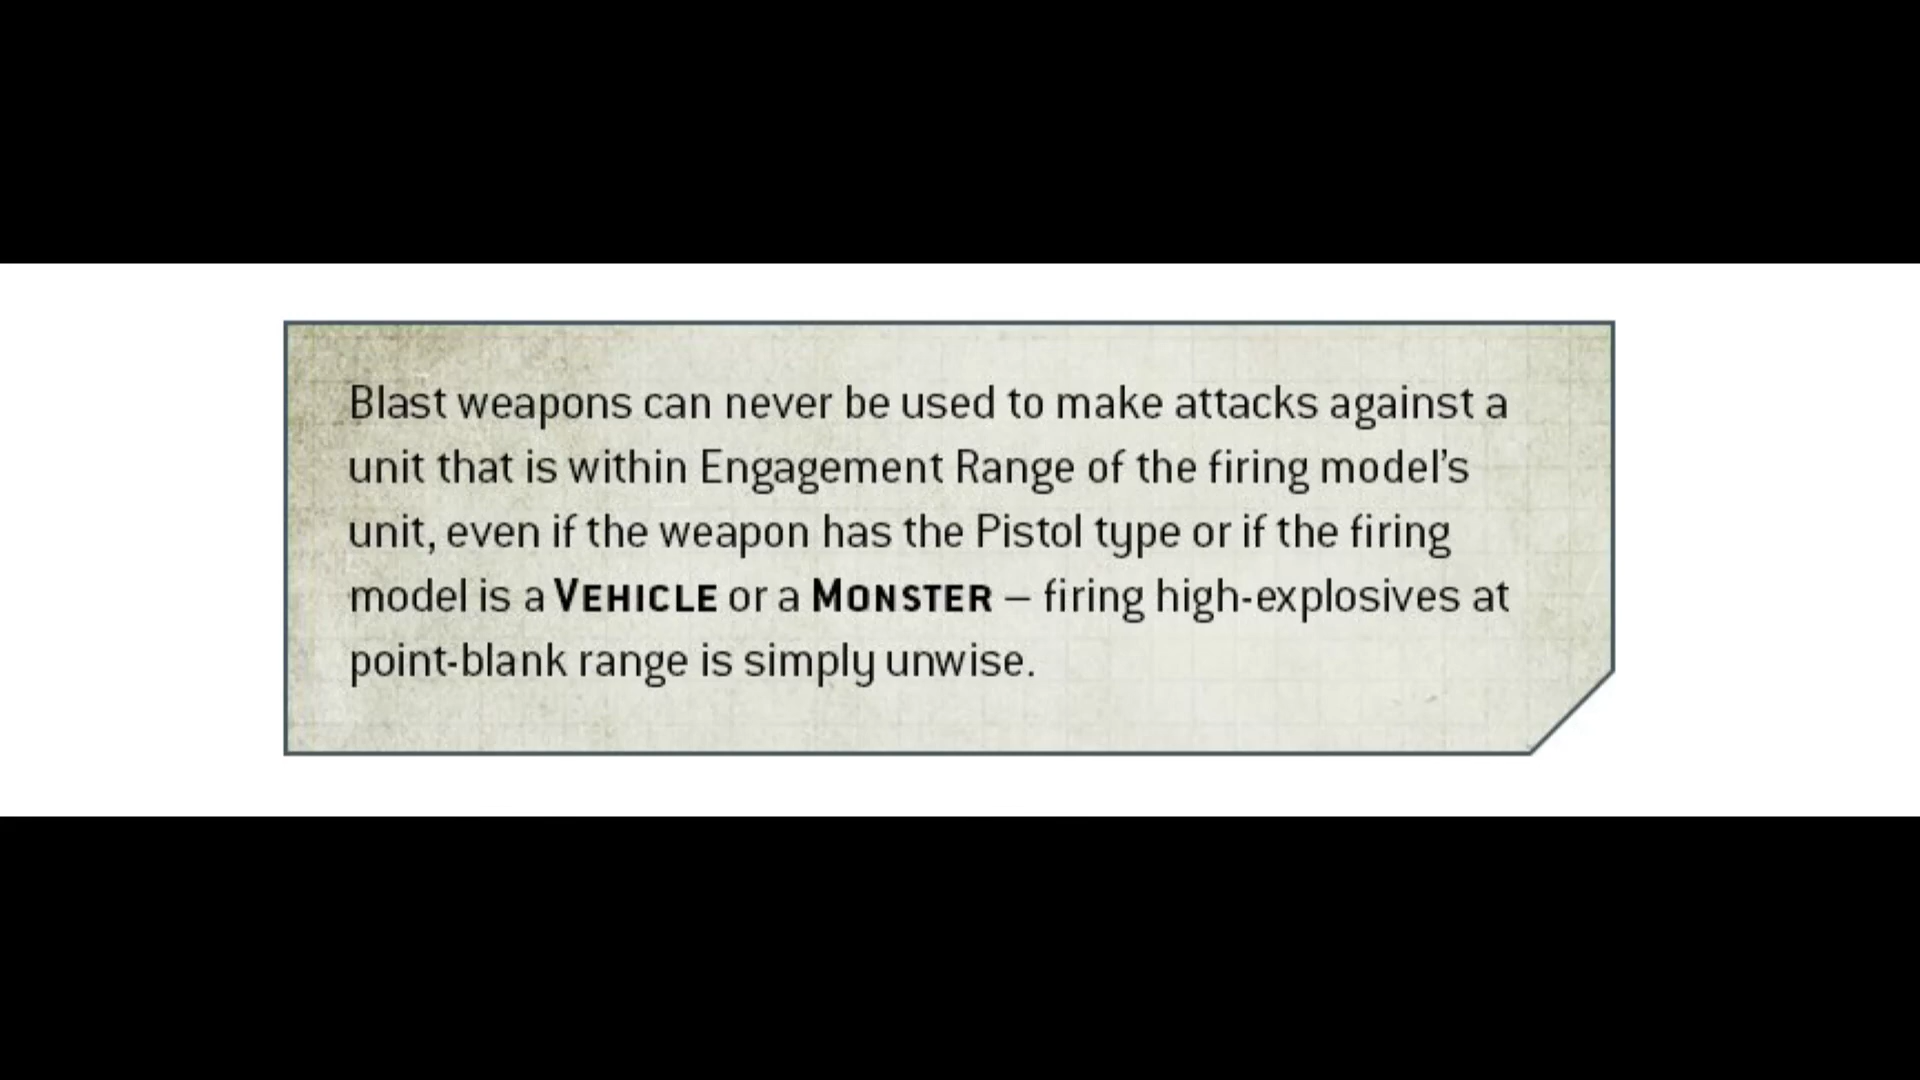 Blast weapons can never be used to make attacks against a
unit that is within Engagement Range of the firing model’s
unit, even if the weapon has the Pistol type or if the firing
model is a VEHICLE or a MONSTER – firing high-explosives at
point-blank range is simply unwise.